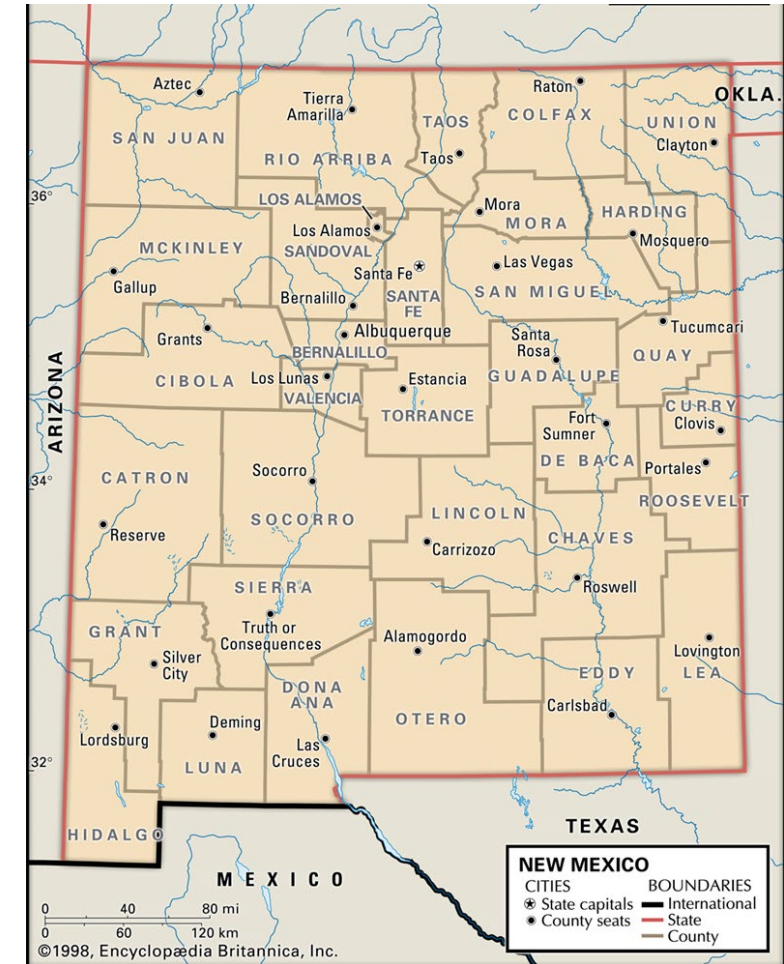 OKLA.
Aztec
Raton
Tierra
Amarilla
TAOS
COLFAX
UNION
SAN JUAN
Clayton
RIO ARRIBA
Taos
36°
LOS ALAMOS
Mora
HARDING
Los Alamos
MORA
Mosquero
MCKINLEY
SANDOVAL
Santa Fe
Las Vegas
Gallup
Bernalillo
SANTA
FE
SAN MIGUEL
Grants
Albuquerque
Santa
Rosa
Tucumcari
BERNALILLO
QUAY
CIBOLA
Los Lunas
Estancia
GUADALUPE
VALENCIA
TORRANCE
CURRY
Clovis
ARIZONA
Fort
Sumner
DE BACA
Socorro
Portales
34°
CATRON
ROOSEVELT
SOCORRO
LINCOLN
Reserve
CHAVES
Carrizozo
SIERRA
Roswell
Truth or
Consequences
GRANT
Alamogordo
Lovington
Silver
City
EDDY
LEA
DONA
ANA
Carlsbad
Deming
OTERO
Lordsburg
Las
Cruces
32°
LUNA
HIDALGO
TEXAS
MEXICO
NEW MEXICO
CITIES
State capitals
County seats
BOUNDARIES
International
State
County
0 40 80 mi
0 60 120 km
©1998, Encyclopædia Britannica, Inc.